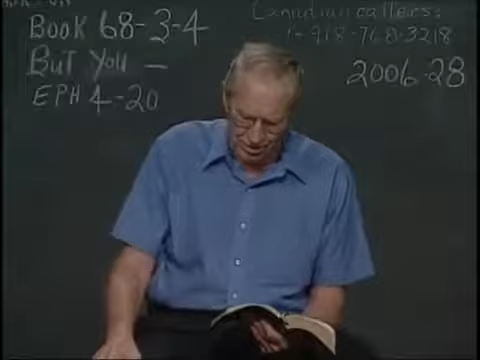 Book 68-3-4
But You —
EPH 4-20
Canadian callers:
1-918-768-3218
2006-28